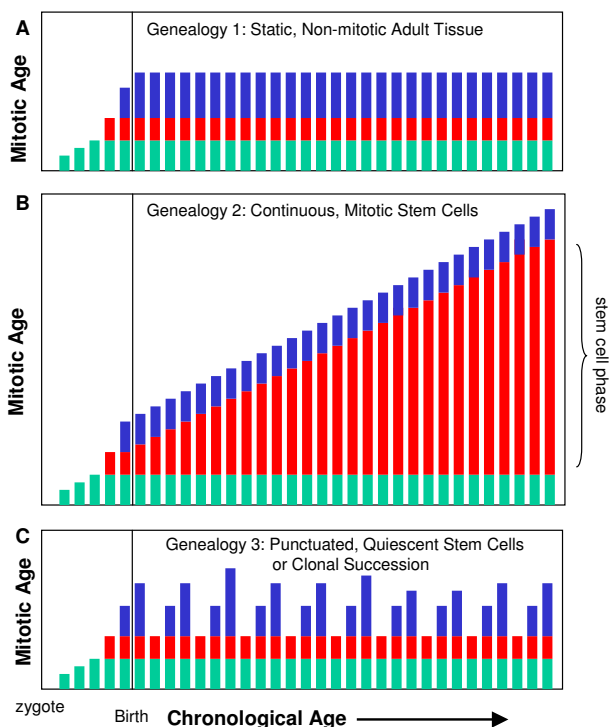 A
Genealogy 1: Static, Non-mitotic Adult Tissue
Mitotic Age
B
Genealogy 2: Continuous, Mitotic Stem Cells
Mitotic Age
stem cell phase
C
Genealogy 3: Punctuated, Quiescent Stem Cells
or Clonal Succession
Mitotic Age
zygote
Birth
Chronological Age